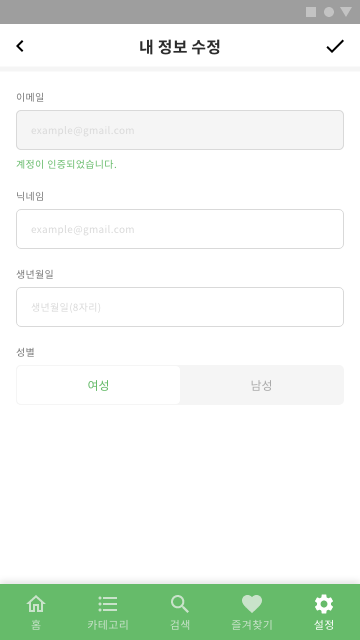 내 정보 수정
이메일
example@gmail.com
계정이 인증되었습니다.
닉네임
example@gmail.com
생년월일
생년월일(8자리)
성별
여성 남성
홈 카테고리 검색 즐겨찾기 설정